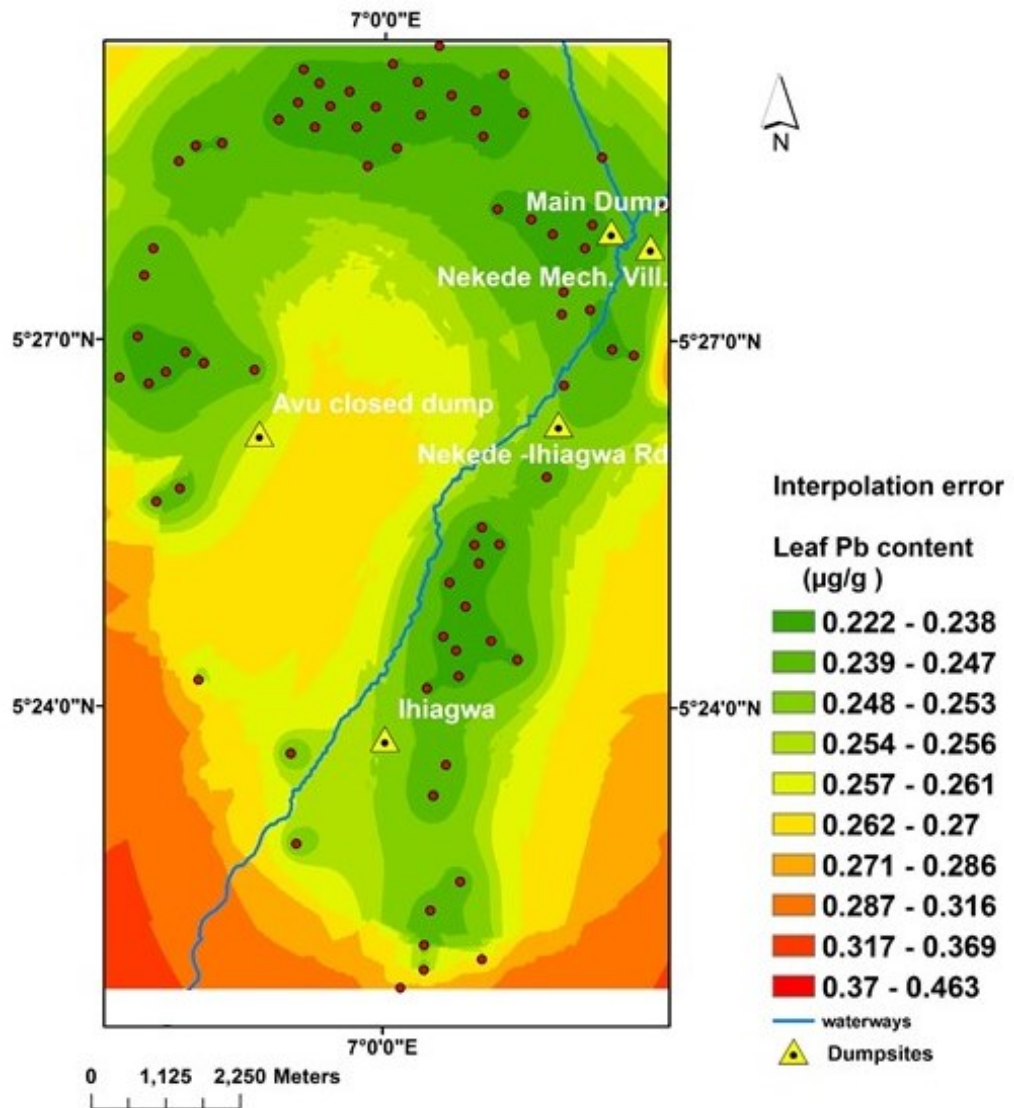 7°0'0"E
N
Main Dump
Nekede Mech. Vill.
5°27'0"N
5°27'0"N
Avu closed dump
Nekede -Ihiagwa Rd
Interpolation error
Leaf Pb content
(µg/g )
0.222 - 0.238
0.239 - 0.247
0.248 - 0.253
0.254 - 0.256
0.257 - 0.261
0.262 - 0.27
0.271 - 0.286
0.287 - 0.316
0.317 - 0.369
0.37 - 0.463
waterways
Dumpsites
5°24'0"N
5°24'0"N
Ihiagwa
7°0'0"E
0 1,125 2,250 Meters